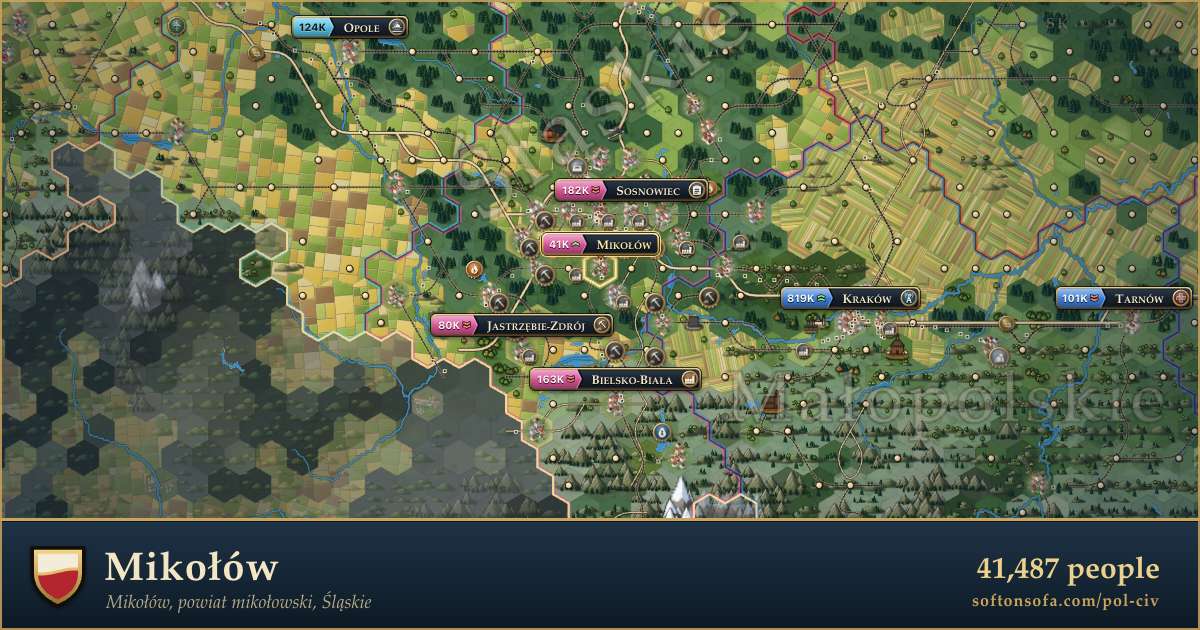 124K OPOLE
Śląskie
182K SOSNOWIEC
41K MIKOŁÓW
819K KRAKÓW
101K TARNÓW
80K JASTRZĘBIE-ZDRÓJ
163K BIELSKO-BIAŁA
Małopolskie
Mikołów
41,487 people
Mikołów, powiat mikołowski, Śląskie
softonsofa.com/pol-civ